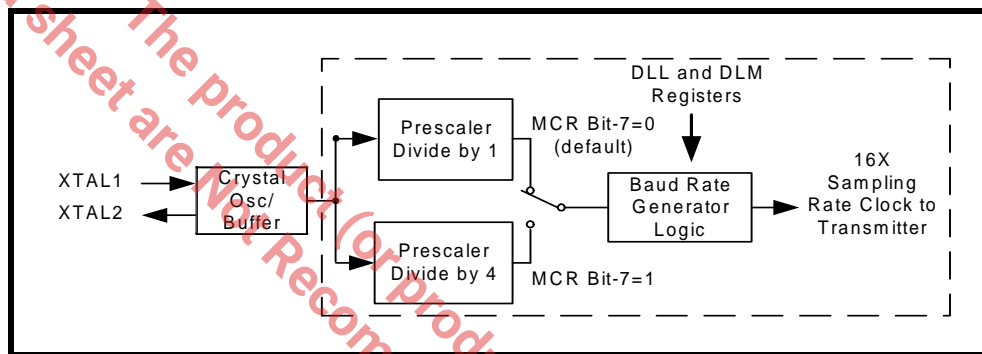 The product (or prod
sheet are Not Recom
DLL and DLM
Registers
Prescaler
Divide by 1
MCR Bit-7=0
(default)
XTAL1
XTAL2
Crystal
Osc/
Buffer
Baud Rate
Generator
Logic
16X
Sampling
Rate Clock to
Transmitter
Prescaler
Divide by 4
MCR Bit-7=1